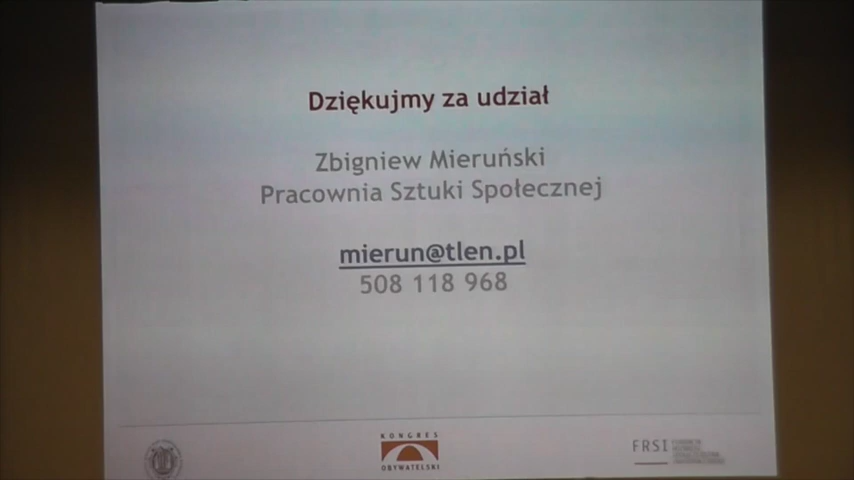 Dziękujmy za udział
Zbigniew Mieruński
Pracownia Sztuki Społecznej
mierun@tlen.pl
508 118 968
KONGRES
OBYWATELSKI
FRSI